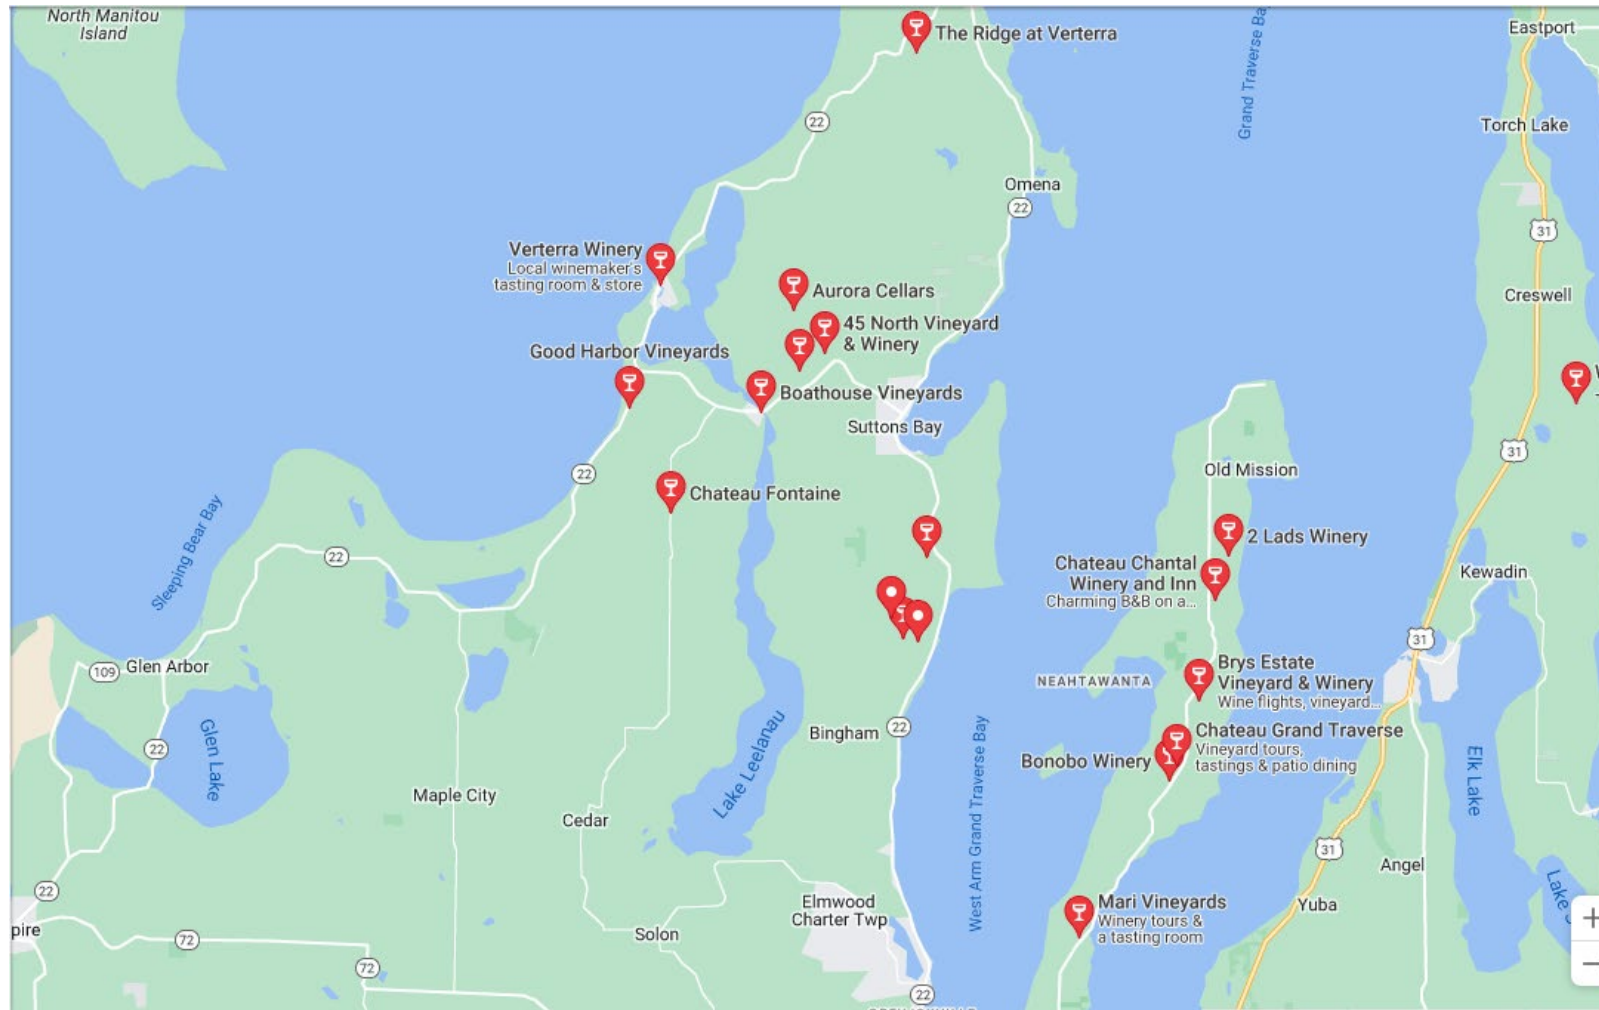 North Manitou
Island
The Ridge at Verterra
Grand Traverse Ba
Eastport
22
Torch Lake
Omena
22
31
Verterra Winery
Local winemaker's
tasting room & store
Aurora Cellars
Creswell
45 North Vineyard
& Winery
Good Harbor Vineyards
Boathouse Vineyards
Suttons Bay
31
Old Mission
22
Chateau Fontaine
Sleeping Bear Bay
22
2 Lads Winery
Chateau Chantal
Winery and Inn
Charming B&B on a...
Kewadin
31
109
Glen Arbor
Brys Estate
Vineyard & Winery
Wine flights, vineyard...
NEAHTAWANTA
22
Glen Lake
Bingham
22
Chateau Grand Traverse
Vineyard tours,
tastings & patio dining
Bonobo Winery
Lake Leelanau
West Arm Grand Traverse Bay
Elk Lake
Maple City
Cedar
31
Angel
22
Elmwood
Charter Twp
Mari Vineyards
Winery tours &
a tasting room
Yuba
Lake
pire
72
Solon
72
22
+
−